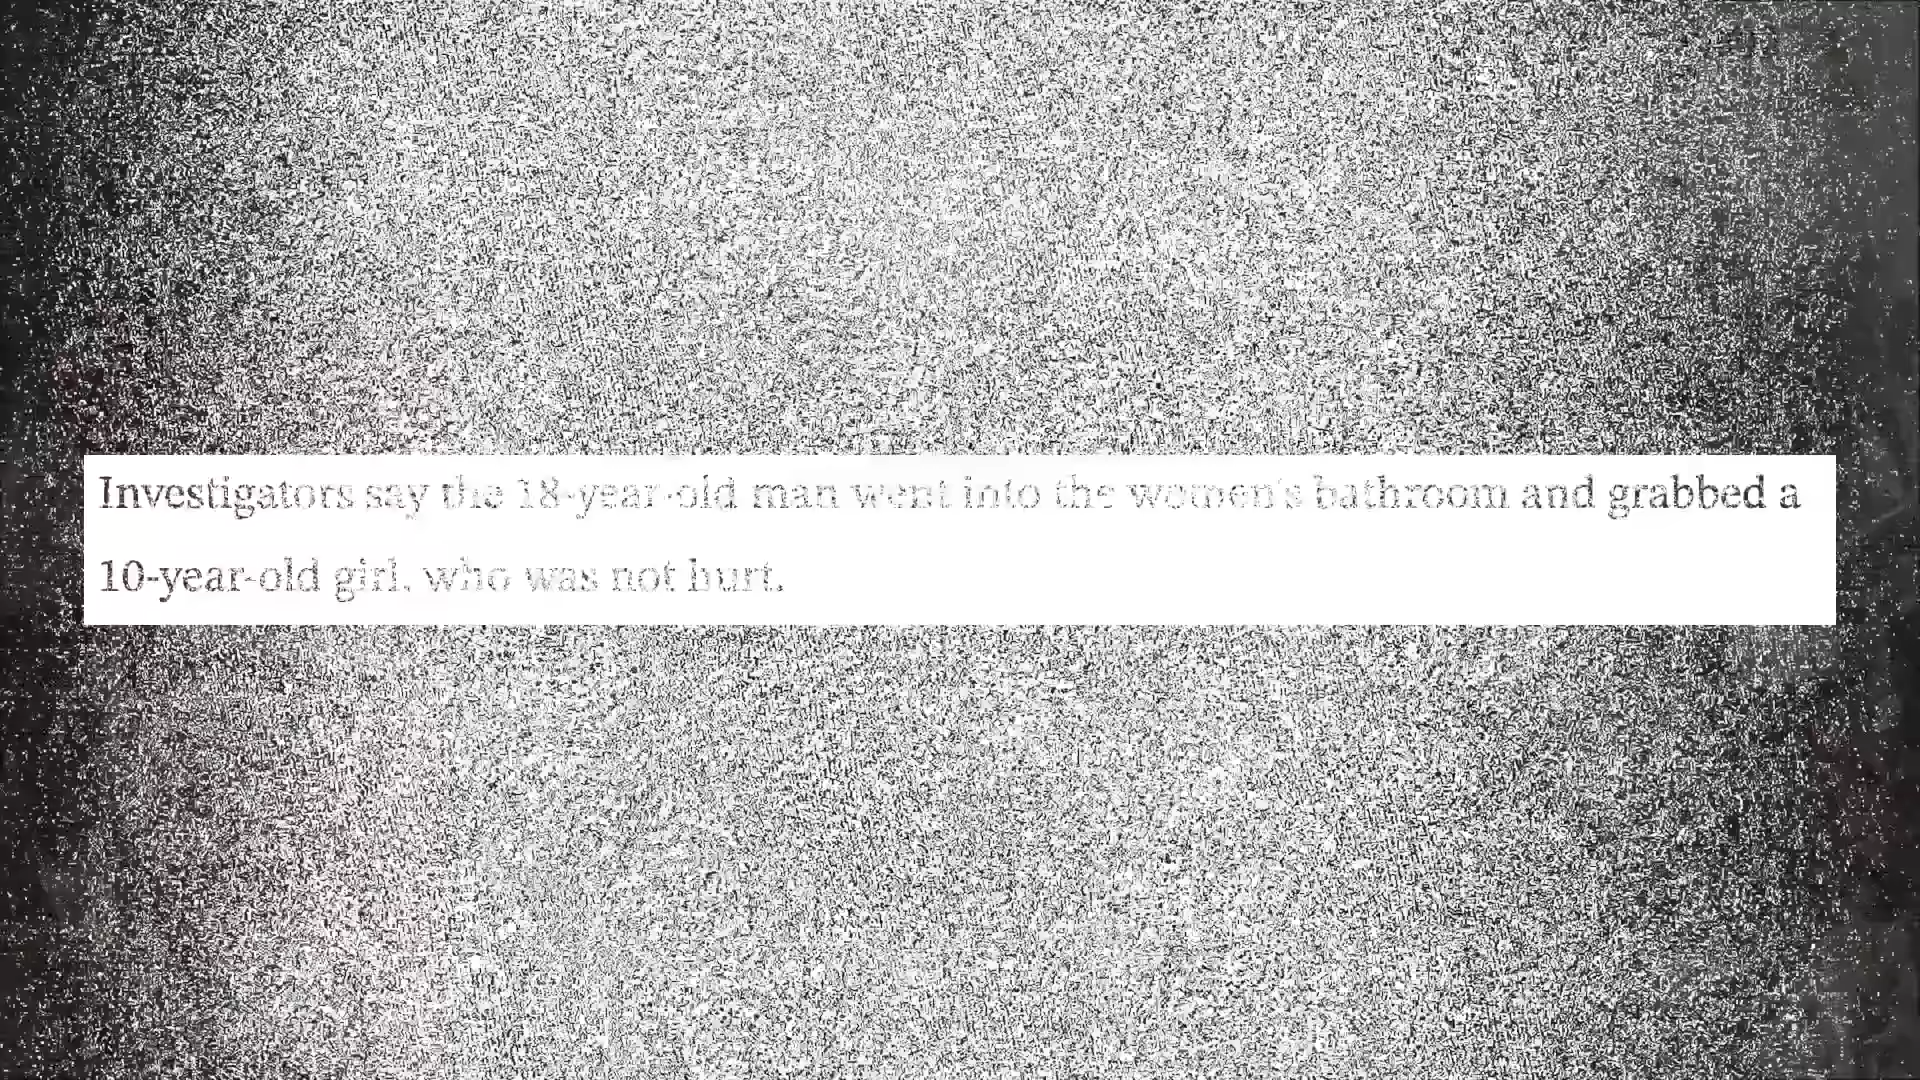 Investigators say the 18-year-old man went into the women's bathroom and grabbed a
10-year-old girl, who was not hurt.